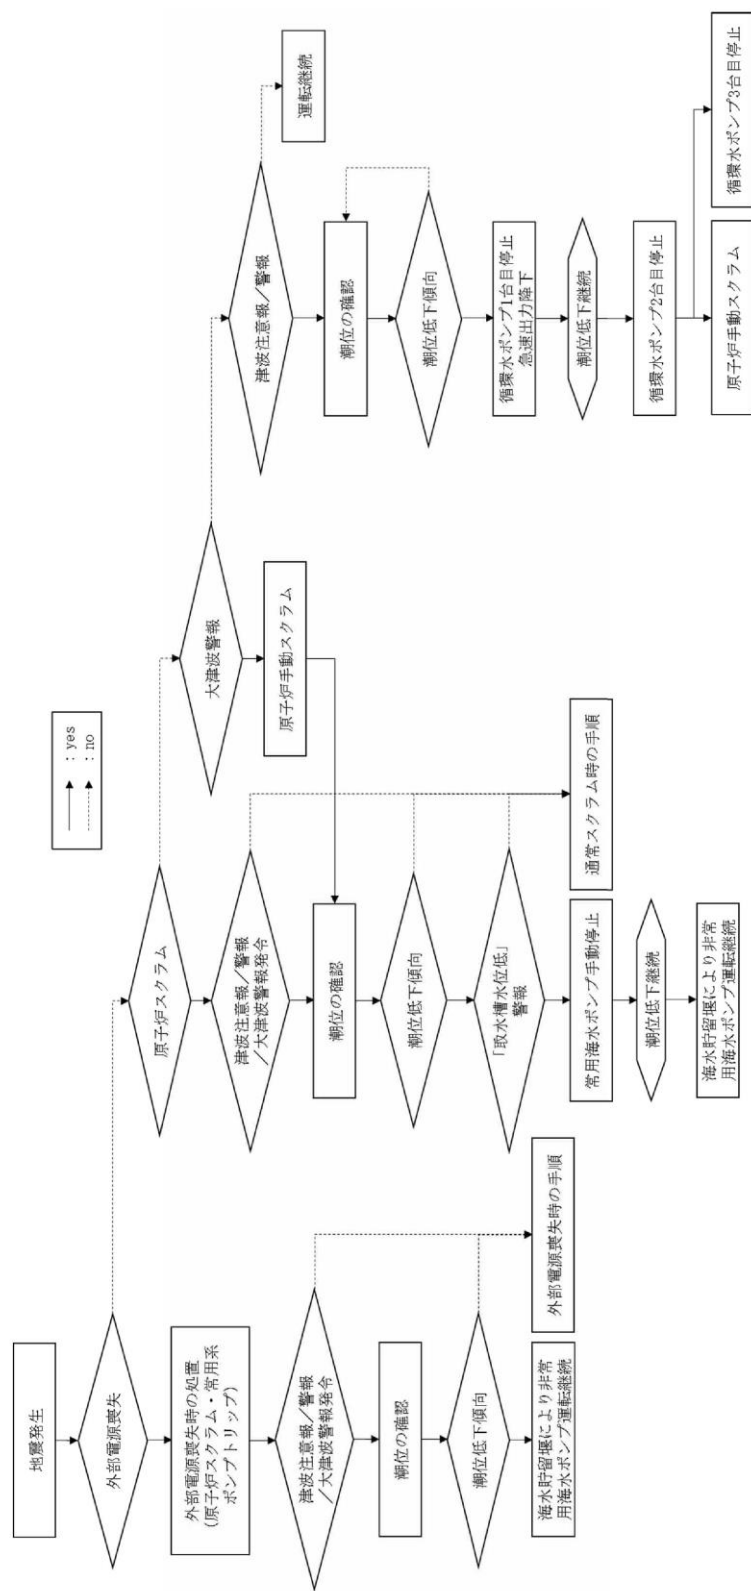 地震発生
外部電源喪失
外部電源喪失時の処置
(原子炉スクラム・常用系
ポンプトリップ)
津波注意報/警報
/大津波警報発令
潮位の確認
潮位低下傾向
海水貯留堰により非常
用海水ポンプ運転継続
外部電源喪失時の手順
原子炉スクラム
津波注意報/警報
/大津波警報発令
潮位の確認
潮位低下傾向
「取水槽水位低」
警報
常用海水ポンプ手動停止
潮位低下継続
海水貯留堰により非常
用海水ポンプ運転継続
通常スクラム時の手順
: yes
: no
大津波警報
原子炉手動スクラム
津波注意報/警報
運転継続
潮位の確認
潮位低下傾向
循環水ポンプ1台目停止
急速出力降下
潮位低下継続
循環水ポンプ2台目停止
原子炉手動スクラム
循環水ポンプ3台目停止